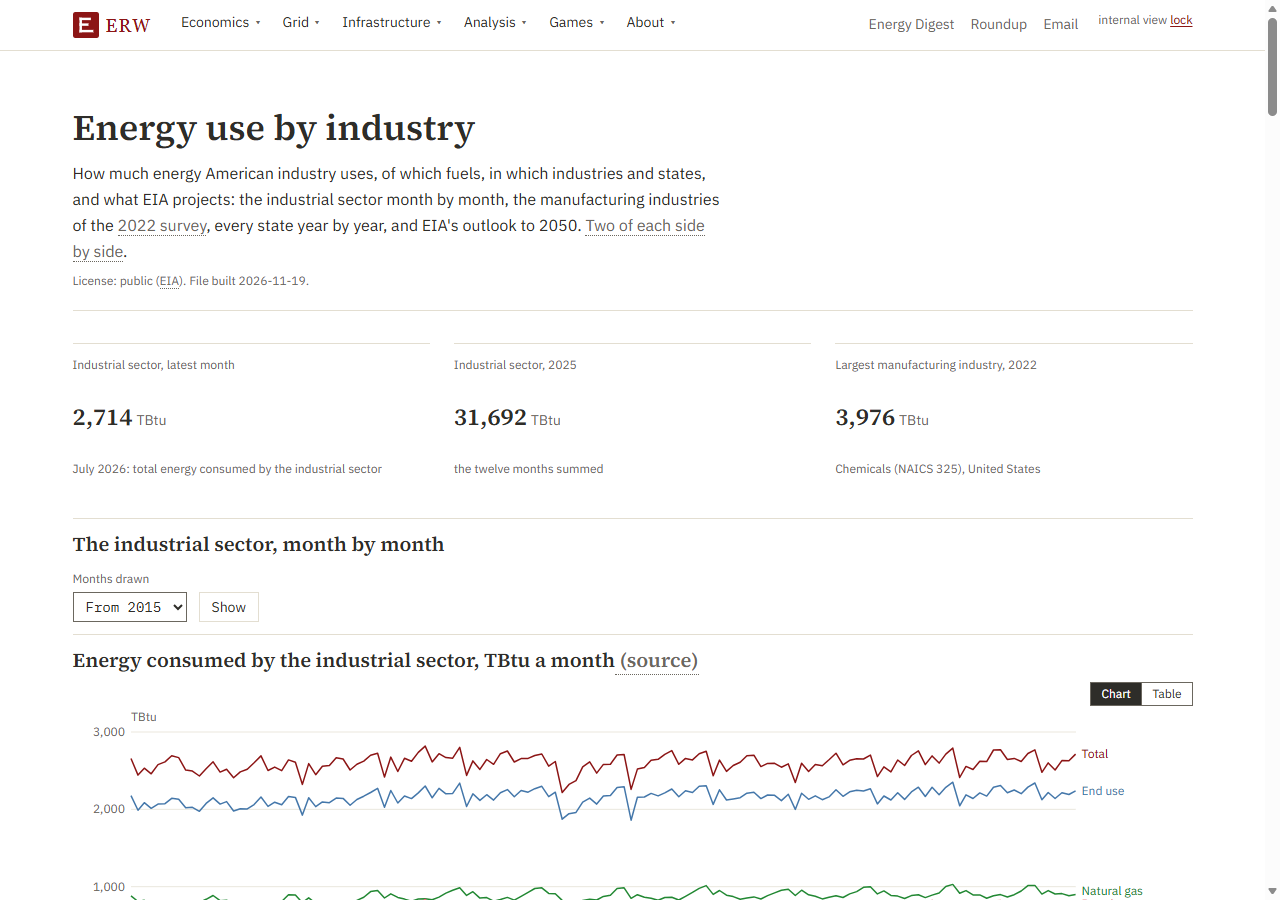 E ERW Economics Grid Infrastructure Analysis Games About Energy Digest Roundup Email internal view lock
Energy use by industry
How much energy American industry uses, of which fuels, in which industries and states,
and what EIA projects: the industrial sector month by month, the manufacturing industries
of the 2022 survey, every state year by year, and EIA's outlook to 2050. Two of each side
by side.
License: public (EIA). File built 2026-11-19.
Industrial sector, latest month
2,714 TBtu
July 2026: total energy consumed by the industrial sector
Industrial sector, 2025
31,692 TBtu
the twelve months summed
Largest manufacturing industry, 2022
3,976 TBtu
Chemicals (NAICS 325), United States
The industrial sector, month by month
Months drawn
From 2015 Show
Energy consumed by the industrial sector, TBtu a month (source)
Chart Table
TBtu
3,000
Total
End use
2,000
1,000
Natural gas